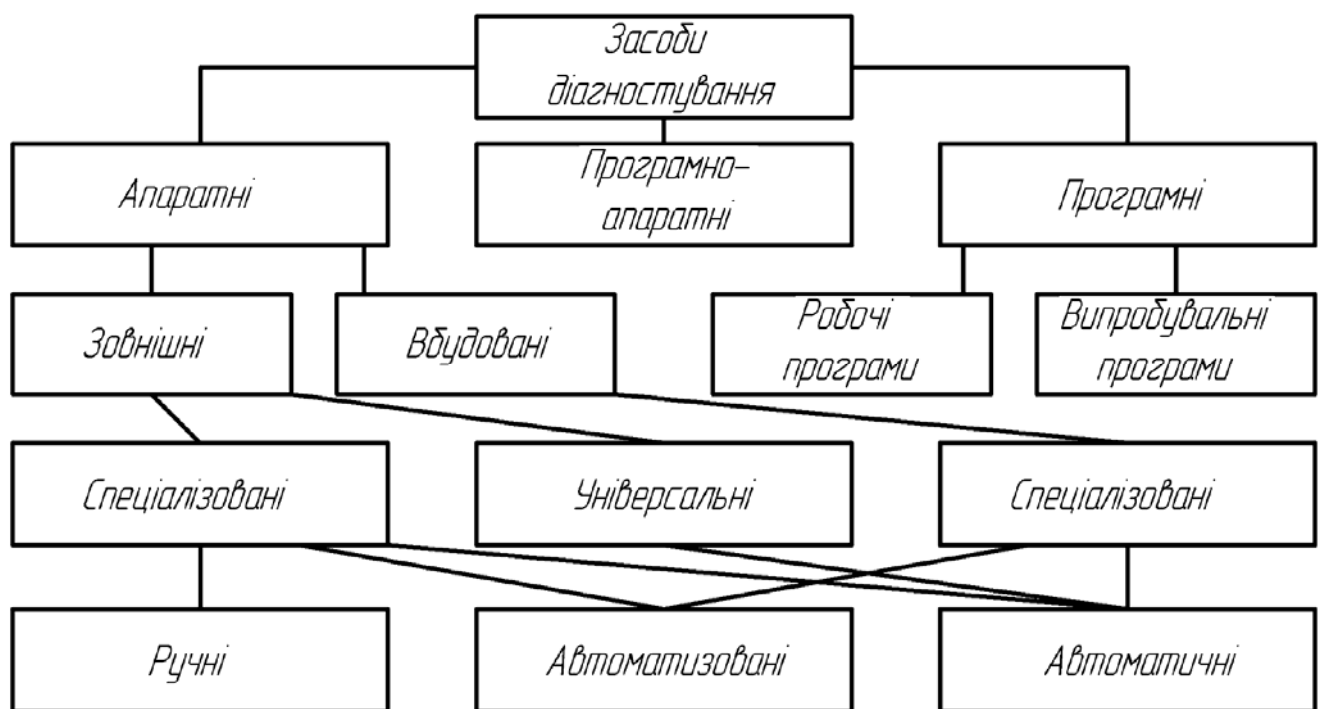 Засоби
діагностування
Апаратні
Програмно-
апаратні
Програмні
Зовнішні
Вбудовані
Робочі
програми
Випробувальні
програми
Спеціалізовані
Універсальні
Спеціалізовані
Ручні
Автоматизовані
Автоматичні